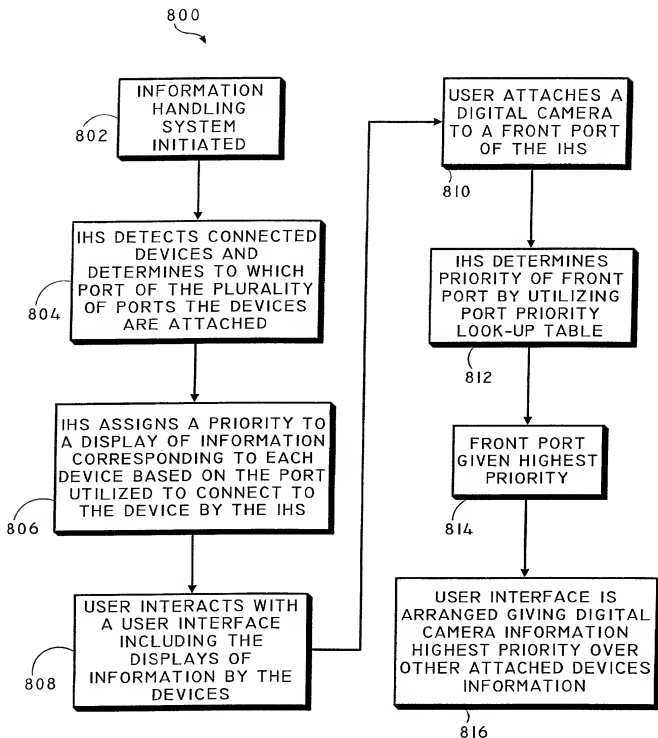 800
INFORMATION
HANDLING
SYSTEM
INITIATED
802
IHS DETECTS CONNECTED
DEVICES AND
DETERMINES TO WHICH
PORT OF THE PLURALITY
OF PORTS THE DEVICES
ARE ATTACHED
804
IHS ASSIGNS A PRIORITY TO
A DISPLAY OF INFORMATION
CORRESPONDING TO EACH
DEVICE BASED ON THE PORT
UTILIZED TO CONNECT TO
THE DEVICE BY THE IHS
806
USER INTERACTS WITH
A USER INTERFACE
INCLUDING THE
DISPLAYS OF
INFORMATION BY THE
DEVICES
808
USER ATTACHES A
DIGITAL CAMERA
TO A FRONT PORT
OF THE IHS
810
IHS DETERMINES
PRIORITY OF FRONT
PORT BY UTILIZING
PORT PRIORITY
LOOK-UP TABLE
812
FRONT PORT
GIVEN HIGHEST
PRIORITY
814
USER INTERFACE IS
ARRANGED GIVING DIGITAL
CAMERA INFORMATION
HIGHEST PRIORITY OVER
OTHER ATTACHED DEVICES
INFORMATION
816